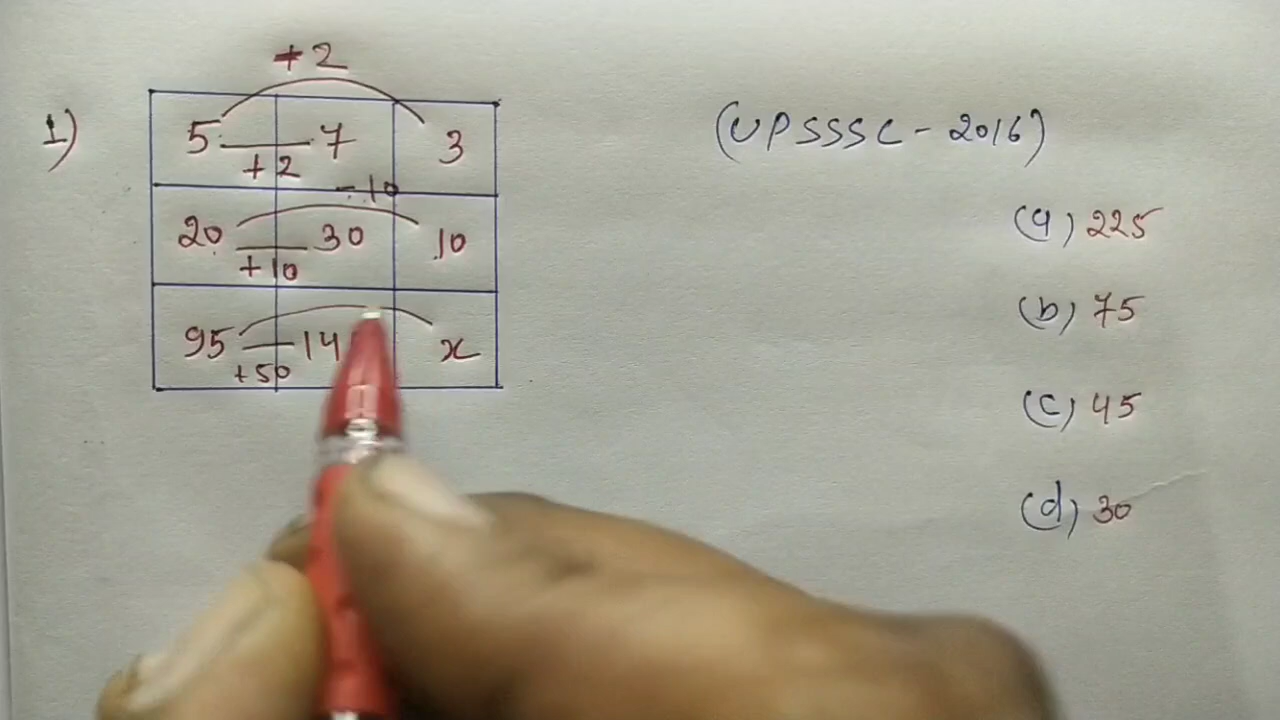 +2
1) 5 7 3 (UPSSSC-2016)
+2
-10
(a) 225
20 30 10
+10
(b) 75
95 14 x
+50
(c) 45
(d) 30